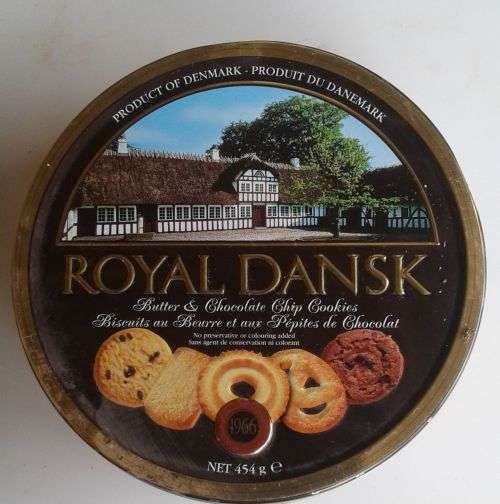 PRODUCT OF DENMARK · PRODUIT DU DANEMARK
ROYAL DANSK
Butter & Chocolate Chip Cookies
Biscuits au Beurre et aux Pépites de Chocolat
No preservative or colouring added
Sans agent de conservation ni colorant
1966
NET 454 g ℮